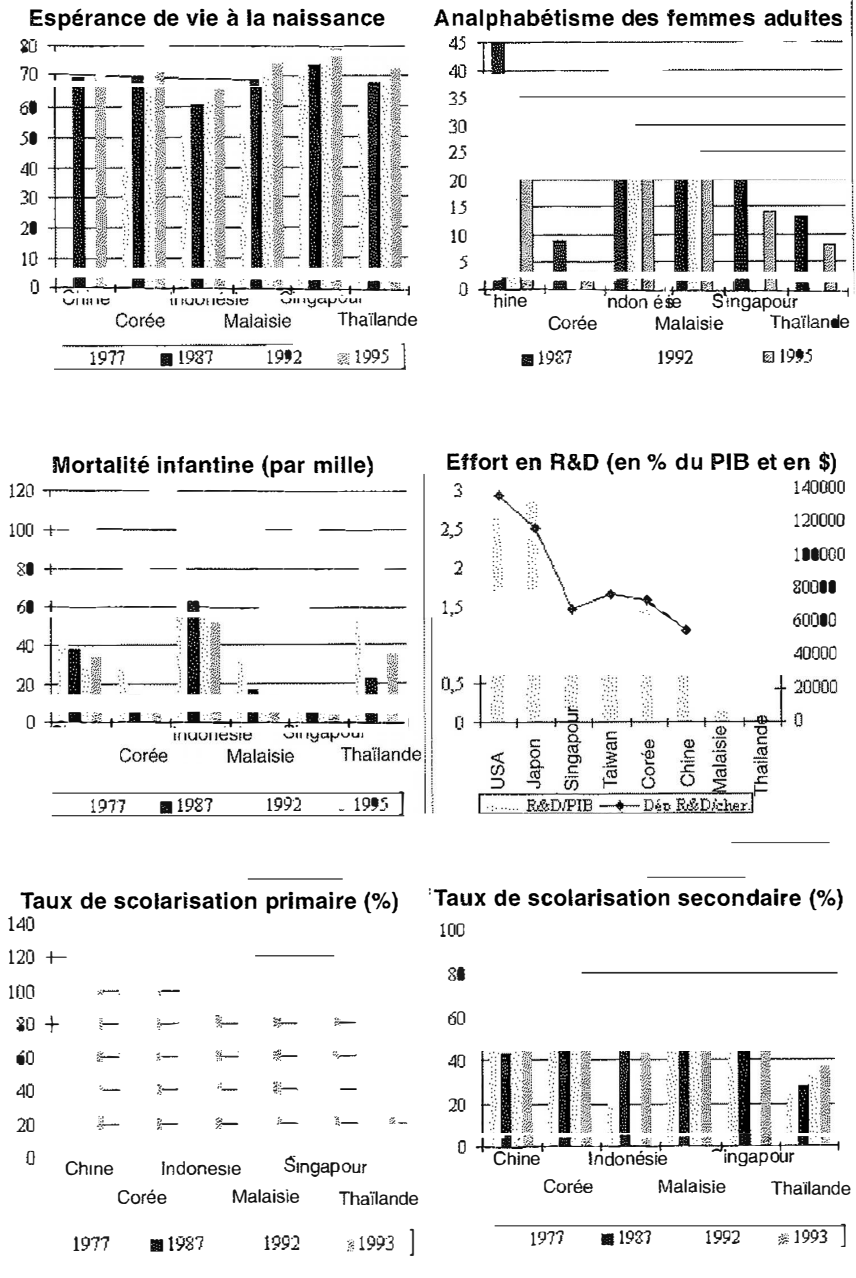 Espérance de vie à la naissance
80
70
60
50
40
30
20
10
0
Chine
Indonésie
Singapour
Corée
Malaisie
Thaïlande
1977 1987 1992 1995
Analphabétisme des femmes adultes
45
40
35
30
25
20
15
10
5
0
hine
ndonésie
Singapour
Corée
Malaisie
Thaïlande
1987 1992 1995
Mortalité infantine (par mille)
120
100
80
60
40
20
0
Indonésie
Singapour
Corée
Malaisie
Thaïlande
1977 1987 1992 1995
Effort en R&D (en % du PIB et en $)
3
2,5
2
1,5
0,5
0
140000
120000
100000
80000
60000
40000
20000
0
USA
Japon
Singapour
Taiwan
Corée
Chine
Malaisie
Thaïlande
R&D/PIB Dép R&D/cher.
Taux de scolarisation primaire (%)
140
120
100
80
60
40
20
0
Chine
Indonésie
Singapour
Corée
Malaisie
Thaïlande
1977 1987 1992 1993
Taux de scolarisation secondaire (%)
100
80
60
40
20
0
Chine
Indonésie
ingapour
Corée
Malaisie
Thaïlande
1977 1987 1992 1993